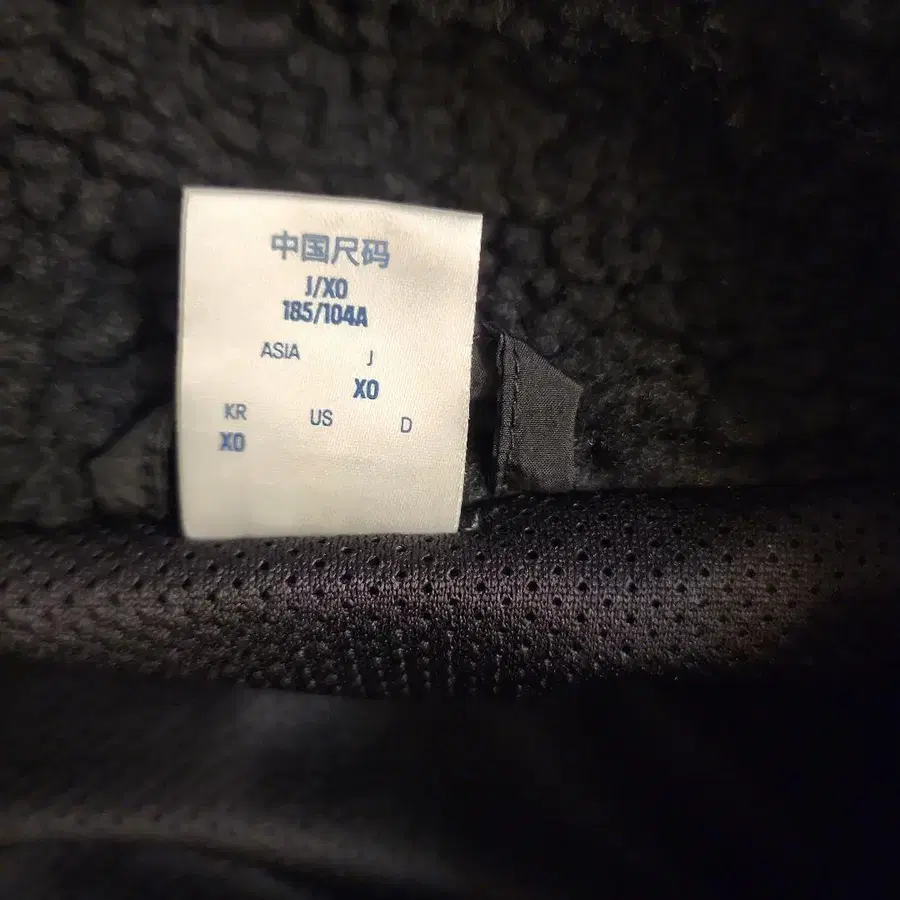 中国尺码
J/XO
185/104A
ASIA J
XO
KR US D
XO